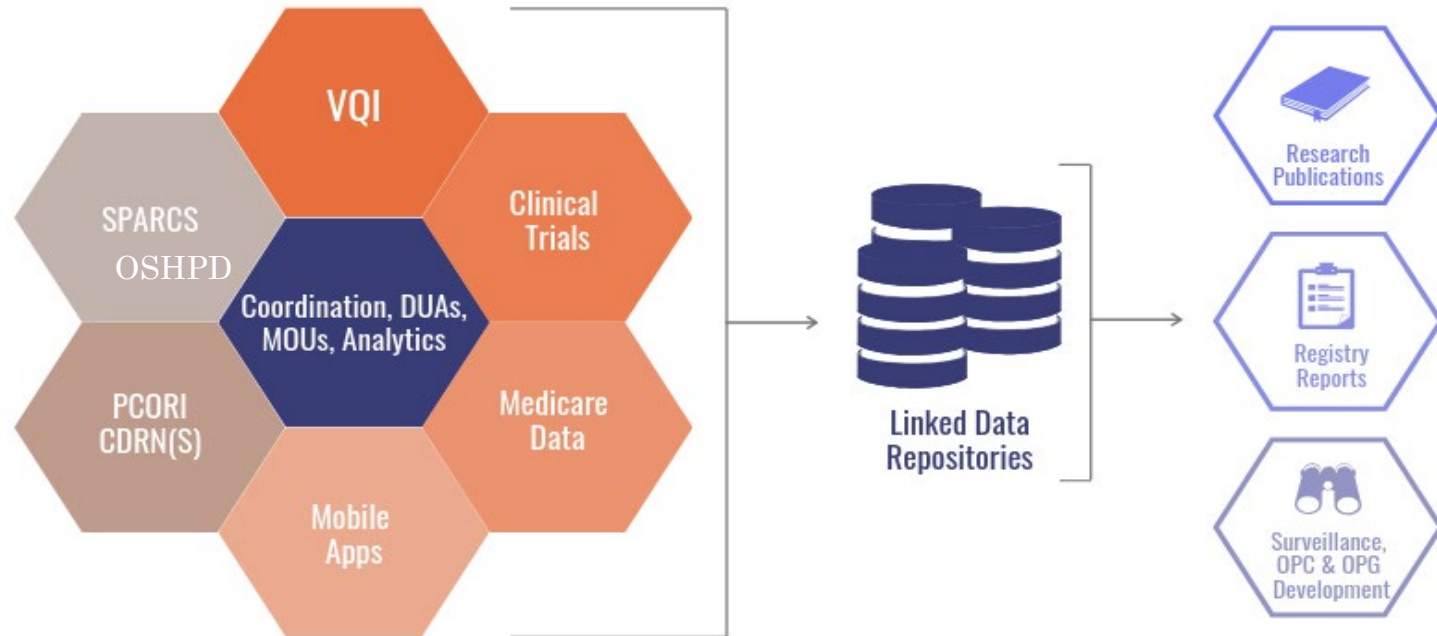 VQI
SPARCS
OSHPD
Clinical
Trials
Coordination, DUAs,
MOUs, Analytics
PCORI
CDRN(S)
Medicare
Data
Mobile
Apps
Linked Data
Repositories
Research
Publications
Registry
Reports
Surveillance,
OPC & OPG
Development